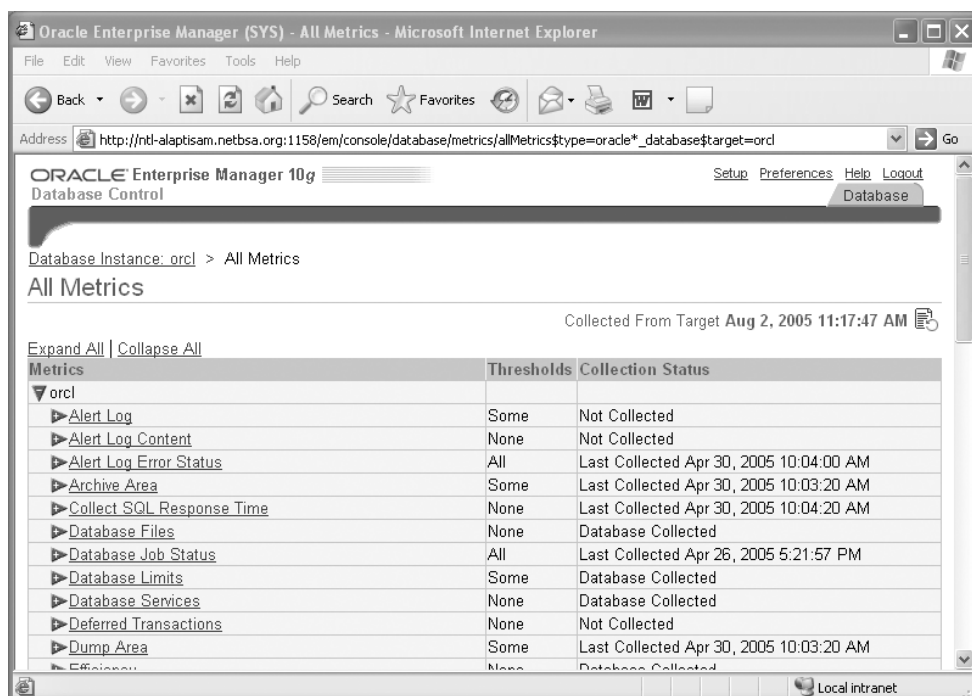 Oracle Enterprise Manager (SYS) - All Metrics - Microsoft Internet Explorer
File Edit View Favorites Tools Help
Back Search Favorites
Address http://ntl-alaptisam.netbsa.org:1158/em/console/database/metrics/allMetrics$type=oracle*_database$target=orcl Go
ORACLE Enterprise Manager 10g
Setup Preferences Help Logout
Database Control
Database
Database Instance: orcl > All Metrics
All Metrics
Collected From Target Aug 2, 2005 11:17:47 AM
Expand All | Collapse All
Metrics Thresholds Collection Status
orcl
Alert Log Some Not Collected
Alert Log Content None Not Collected
Alert Log Error Status All Last Collected Apr 30, 2005 10:04:00 AM
Archive Area Some Last Collected Apr 30, 2005 10:03:20 AM
Collect SQL Response Time None Last Collected Apr 30, 2005 10:04:20 AM
Database Files None Database Collected
Database Job Status All Last Collected Apr 26, 2005 5:21:57 PM
Database Limits Some Database Collected
Database Services None Database Collected
Deferred Transactions None Not Collected
Dump Area Some Last Collected Apr 30, 2005 10:03:20 AM
Efficiency None Database Collected
Local intranet